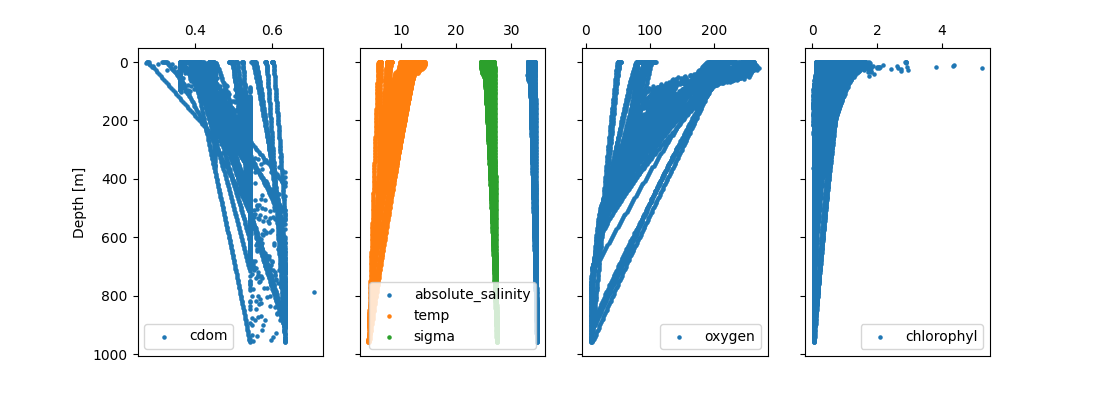 0.4 0.6
10 20 30
0 100 200
0 2 4
0
200
400
600
800
1000
Depth [m]
cdom
absolute_salinity
temp
sigma
oxygen
chlorophyl